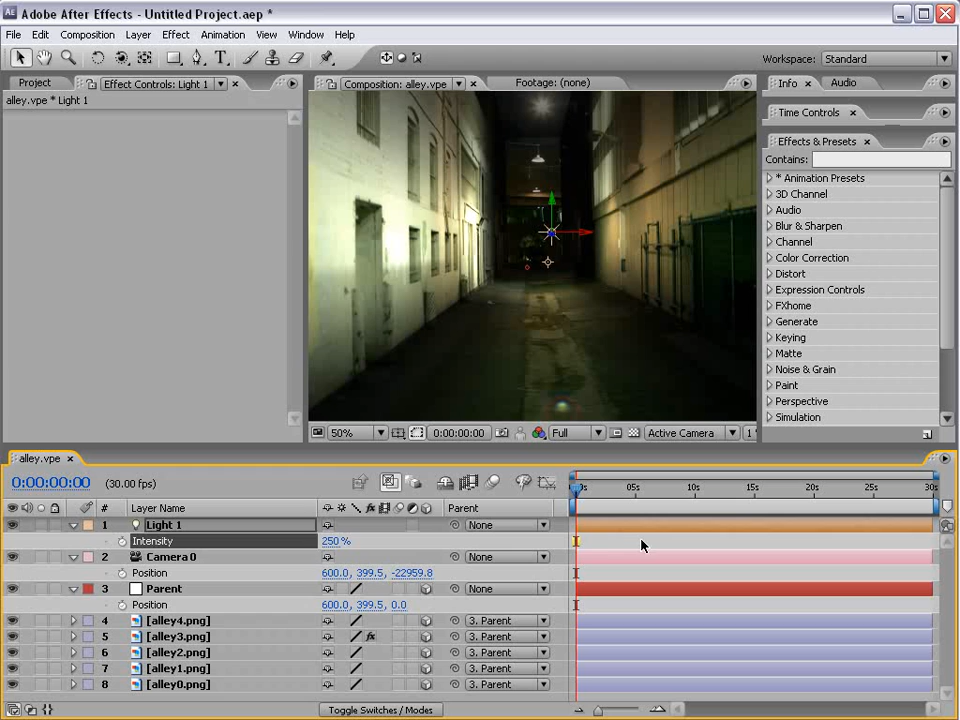 Adobe After Effects - Untitled Project.aep *
File Edit Composition Layer Effect Animation View Window Help
Workspace: Standard
Project Effect Controls: Light 1 Composition: alley.vpe Footage: (none) Info Audio
alley.vpe * Light 1
Time Controls
Effects & Presets
Contains:
* Animation Presets
3D Channel
Audio
Blur & Sharpen
Channel
Color Correction
Distort
Expression Controls
FXhome
Generate
Keying
Matte
Noise & Grain
Paint
Perspective
Simulation
50% 0:00:00:00 Full Active Camera 1
alley.vpe
0:00:00:00 (30.00 fps)
05s 10s 15s 20s 25s 30s
# Layer Name Parent
1 Light 1 None
Intensity 250 %
2 Camera 0 None
Position 600.0, 399.5, -22959.8
3 Parent None
Position 600.0, 399.5, 0.0
4 [alley4.png] 3. Parent
5 [alley3.png] 3. Parent
6 [alley2.png] 3. Parent
7 [alley1.png] 3. Parent
8 [alley0.png] 3. Parent
Toggle Switches / Modes